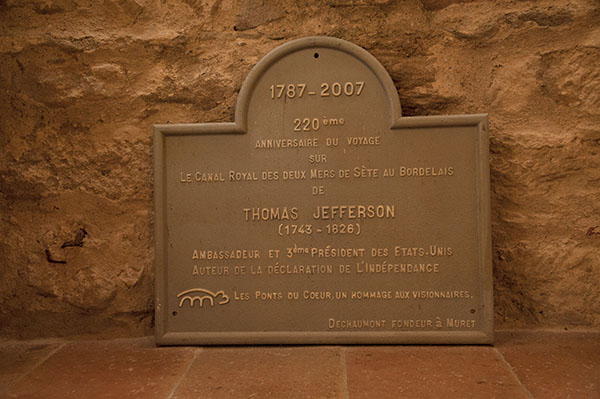 1787-2007
220ème
ANNIVERSAIRE DU VOYAGE
SUR
LE CANAL ROYAL DES DEUX MERS DE SÈTE AU BORDELAIS
DE
THOMAS JEFFERSON
(1743 - 1826)
AMBASSADEUR ET 3ème PRÉSIDENT DES ETATS.UNIS
AUTEUR DE LA DÉCLARATION DE L'INDÉPENDANCE
LES PONTS DU COEUR, UN HOMMAGE AUX VISIONNAIRES.
DECHAUMONT FONDEUR À MURET